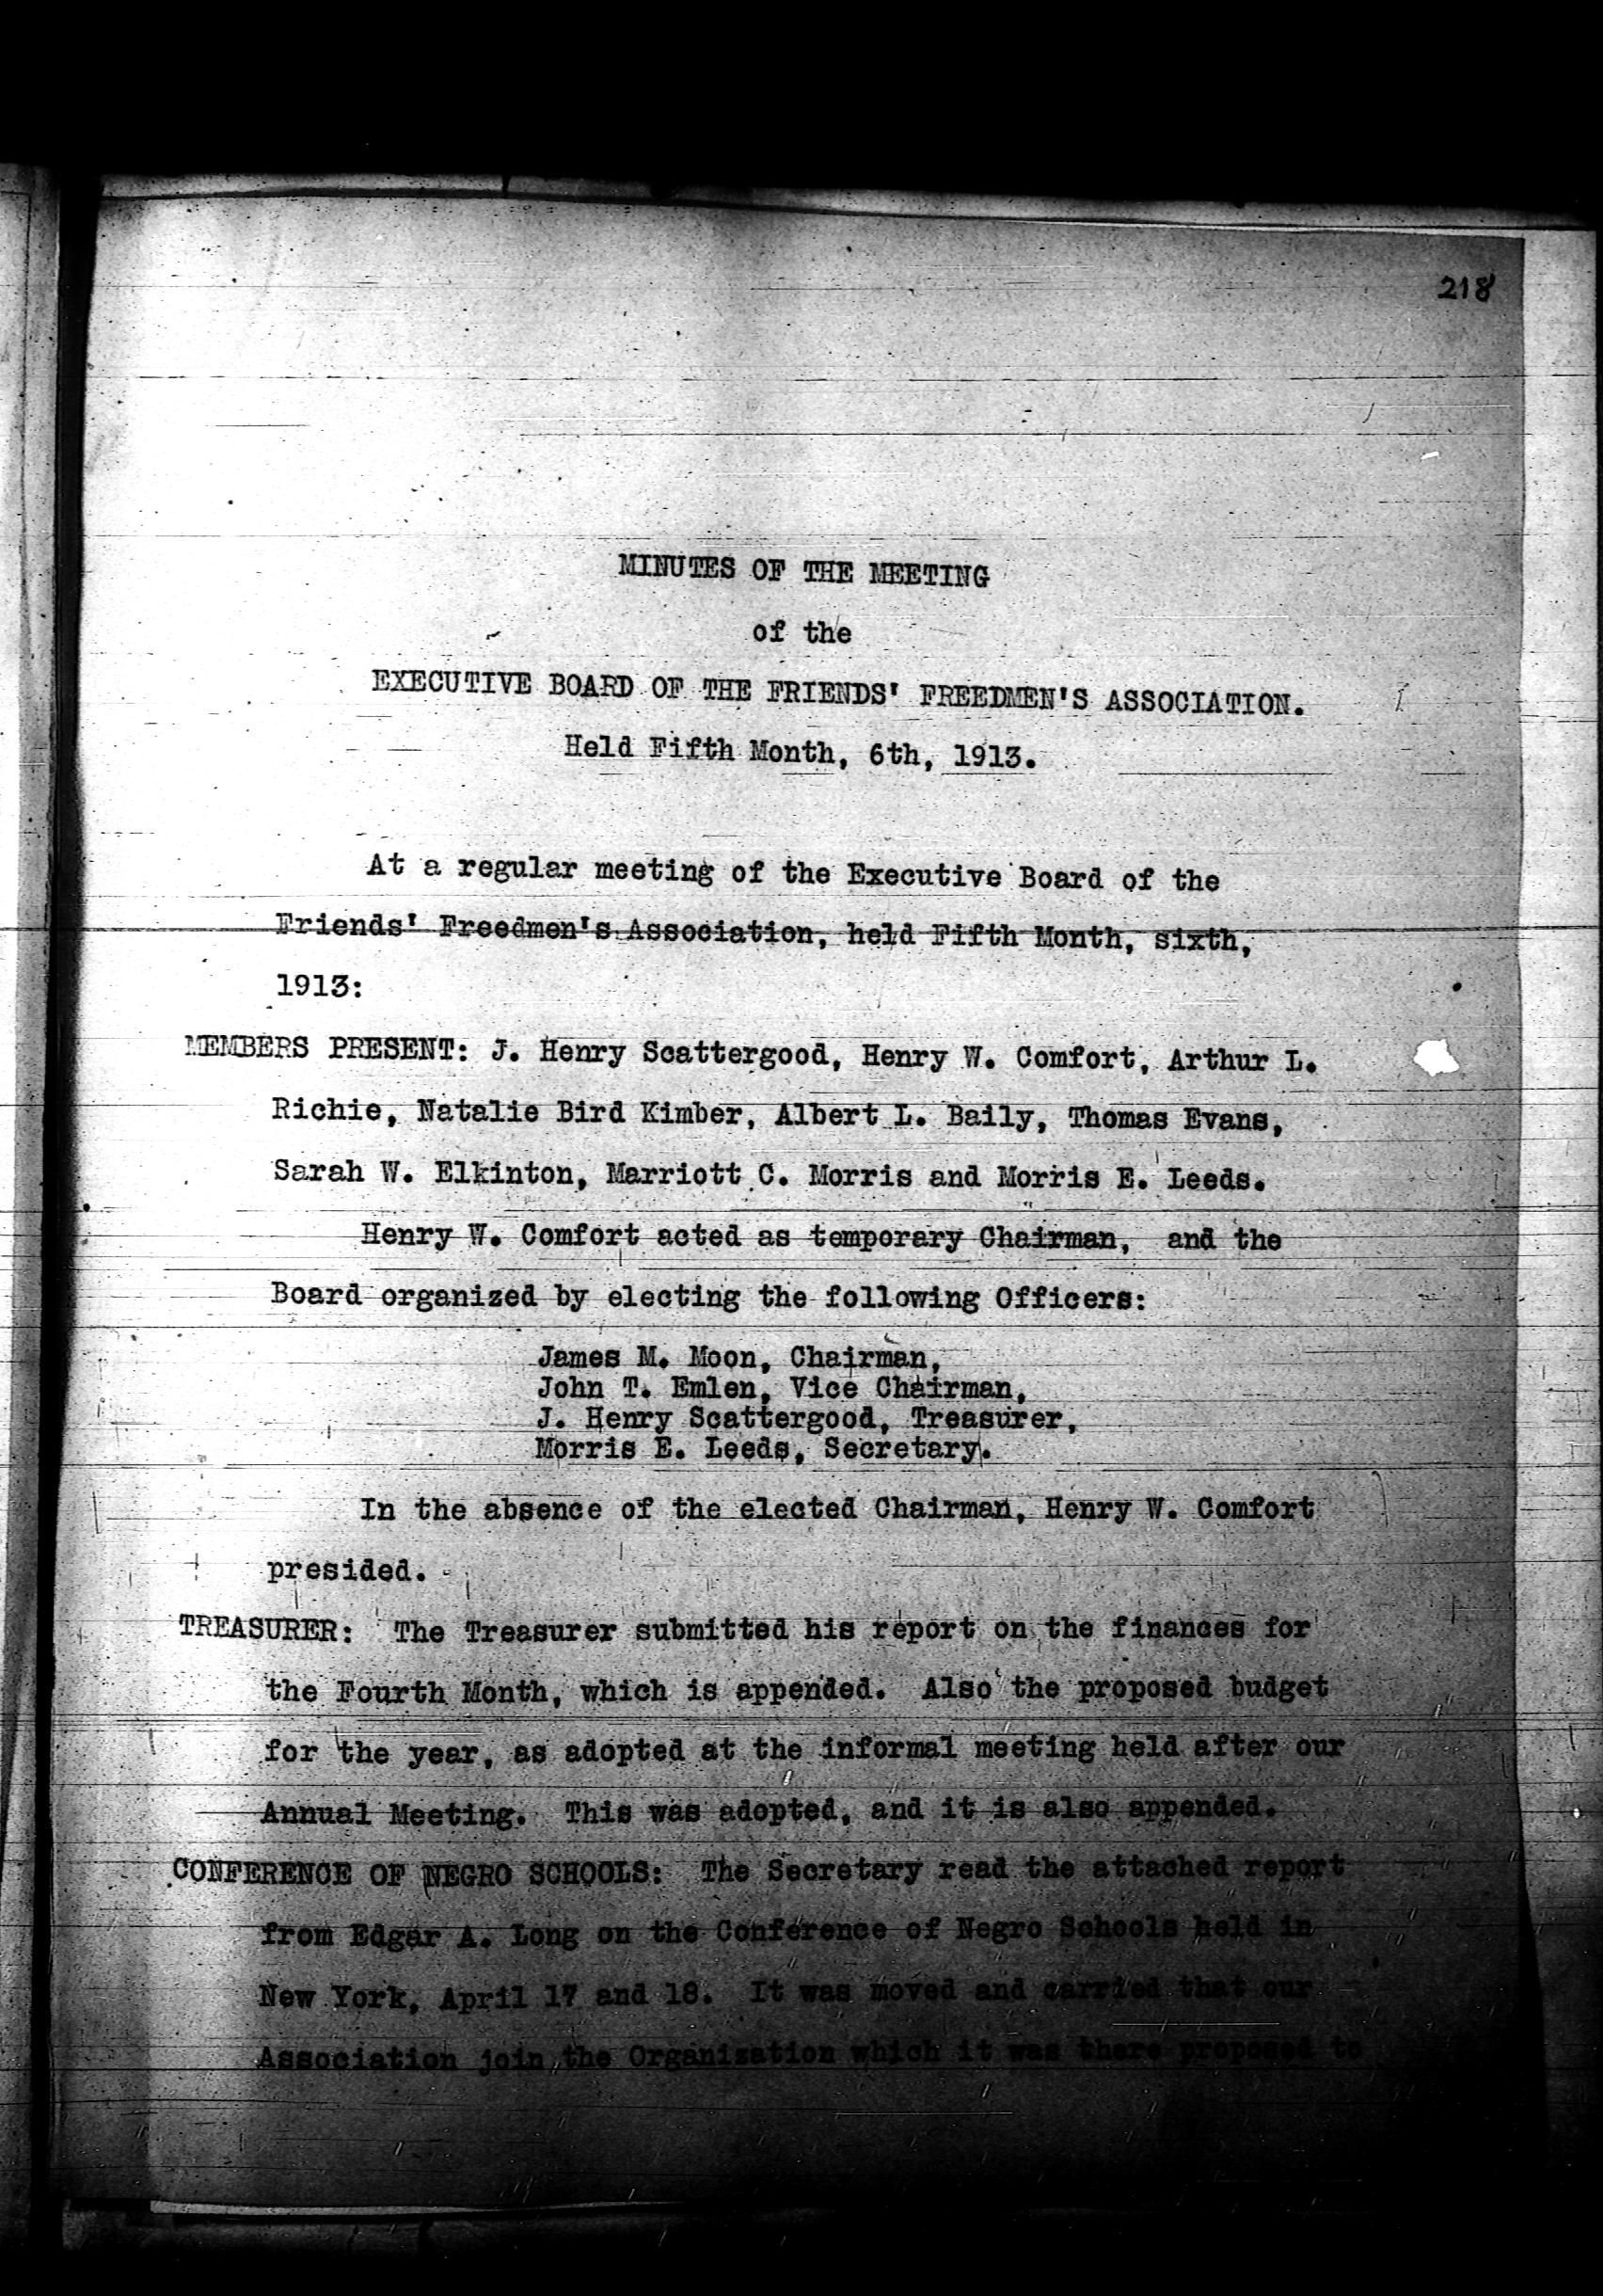 218
MINUTES OF THE MEETING
of the
EXECUTIVE BOARD OF THE FRIENDS' FREEDMEN'S ASSOCIATION.
Held Fifth Month, 6th, 1913.
At a regular meeting of the Executive Board of the
Friends' Freedmen's Association, held Fifth Month, sixth,
1913:
MEMBERS PRESENT: J. Henry Scattergood, Henry W. Comfort, Arthur L.
Richie, Natalie Bird Kimber, Albert L. Baily, Thomas Evans,
Sarah W. Elkinton, Marriott C. Morris and Morris E. Leeds.
Henry W. Comfort acted as temporary Chairman, and the
Board organized by electing the following Officers:
James M. Moon, Chairman,
John T. Emlen, Vice Chairman,
J. Henry Scattergood, Treasurer,
Morris E. Leeds, Secretary.
In the absence of the elected Chairman, Henry W. Comfort
presided.
TREASURER: The Treasurer submitted his report on the finances for
the Fourth Month, which is appended. Also the proposed budget
for the year, as adopted at the informal meeting held after our
Annual Meeting. This was adopted, and it is also appended.
CONFERENCE OF NEGRO SCHOOLS: The Secretary read the attached report
from Edgar A. Long on the Conference of Negro Schools held in
New York, April 17 and 18. It was moved and carried that our
Association join the Organization which it was there proposed to